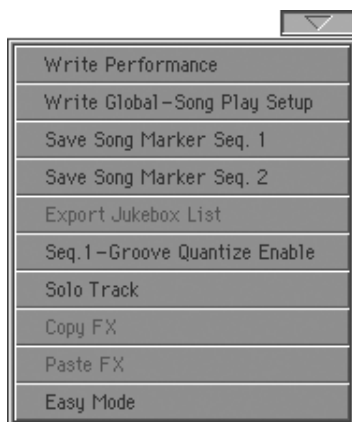 Write Performance
Write Global-Song Play Setup
Save Song Marker Seq. 1
Save Song Marker Seq. 2
Export Jukebox List
Seq.1-Groove Quantize Enable
Solo Track
Copy FX
Paste FX
Easy Mode